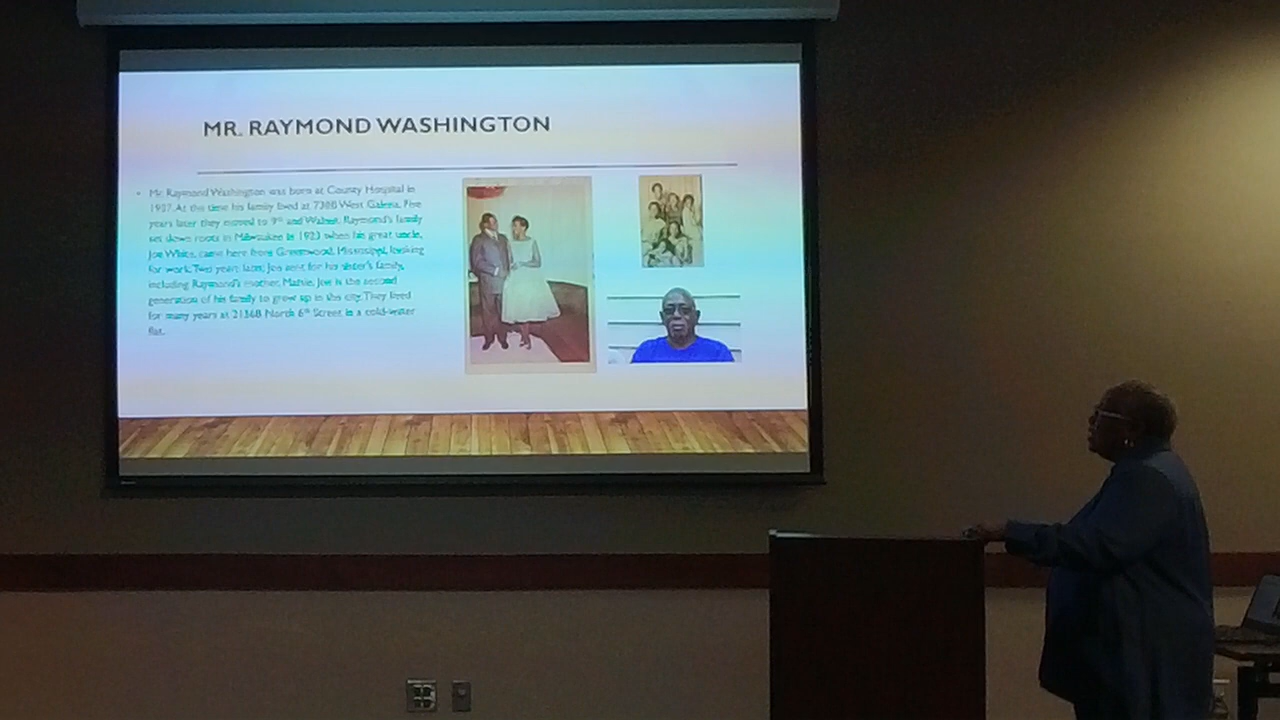 MR. RAYMOND WASHINGTON
Mr. Raymond Washington was born at County Hospital in
1937. At the time his family lived at West Galena. Five
years later they moved to 9th and Walnut. Raymond's family
set down roots in Milwaukee in 1923 when his great uncle,
Joe White, came here from Greenwood, Mississippi, looking
for work. Two years later, Joe sent for his sister's family,
including Raymond's mother, Mattie. Joe is the second
generation of his family to grow up in this city. They lived
for many years at North 6th Street in a cold-water
flat.